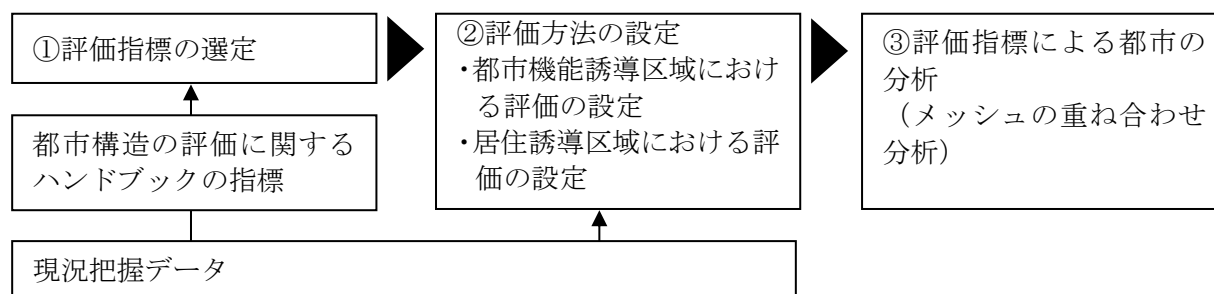 ①評価指標の選定
都市構造の評価に関する
ハンドブックの指標
現況把握データ
②評価方法の設定
・都市機能誘導区域におけ
る評価の設定
・居住誘導区域における評
価の設定
③評価指標による都市の
分析
（メッシュの重ね合わせ
分析）